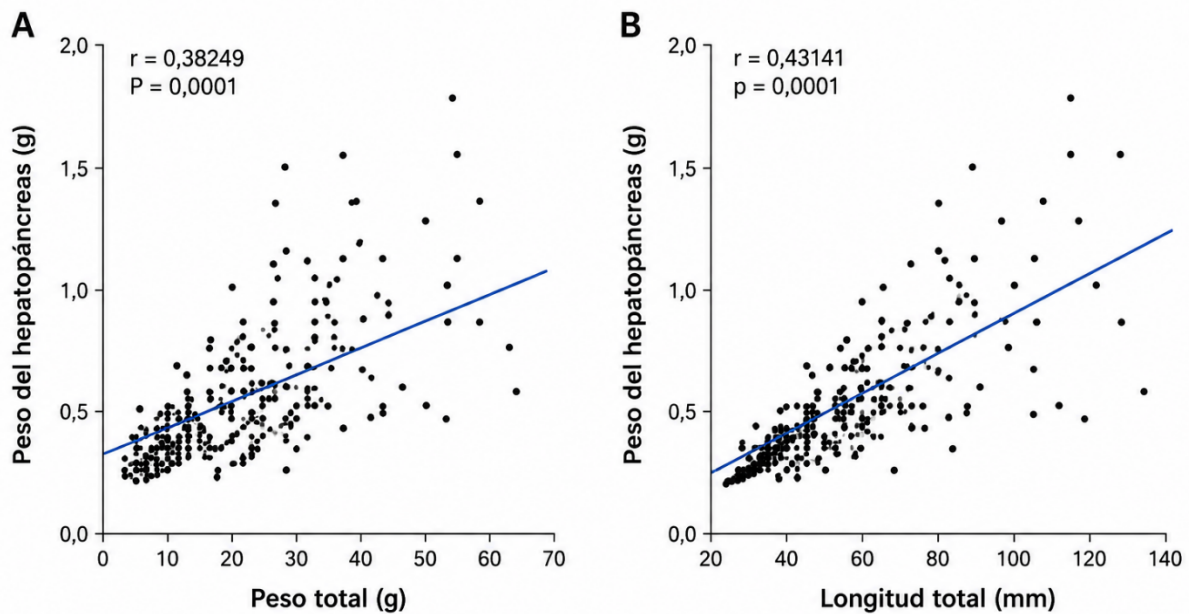 A
r = 0,38249
P = 0,0001
2,0
1,5
1,0
0,5
0,0
Peso del hepatopáncreas (g)
0 10 20 30 40 50 60 70
Peso total (g)
B
r = 0,43141
p = 0,0001
2,0
1,5
1,0
0,5
0,0
Peso del hepatopáncreas (g)
20 40 60 80 100 120 140
Longitud total (mm)